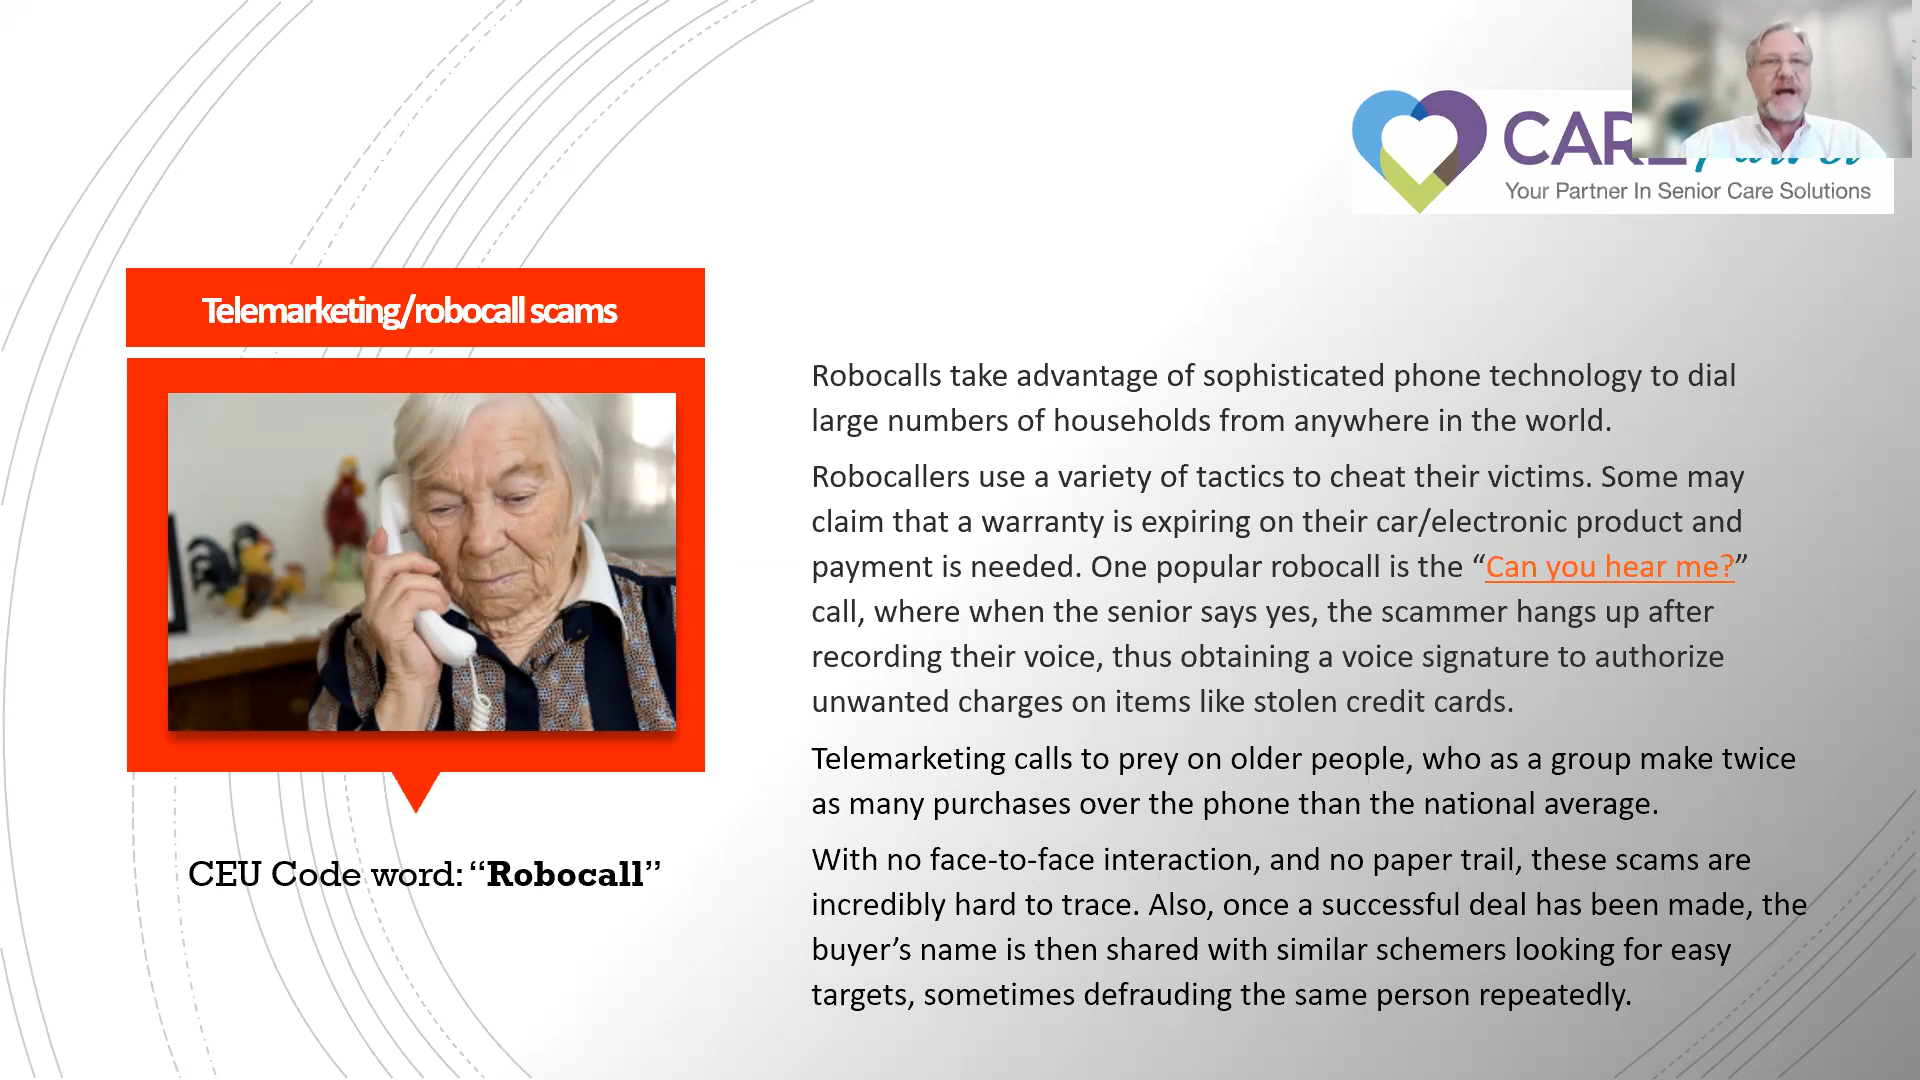 CAR
Your Partner In Senior Care Solutions
Telemarketing/robocall scams
Robocalls take advantage of sophisticated phone technology to dial
large numbers of households from anywhere in the world.
Robocallers use a variety of tactics to cheat their victims. Some may
claim that a warranty is expiring on their car/electronic product and
payment is needed. One popular robocall is the “Can you hear me?”
call, where when the senior says yes, the scammer hangs up after
recording their voice, thus obtaining a voice signature to authorize
unwanted charges on items like stolen credit cards.
Telemarketing calls to prey on older people, who as a group make twice
as many purchases over the phone than the national average.
With no face-to-face interaction, and no paper trail, these scams are
incredibly hard to trace. Also, once a successful deal has been made, the
buyer’s name is then shared with similar schemers looking for easy
targets, sometimes defrauding the same person repeatedly.
CEU Code word: “Robocall”